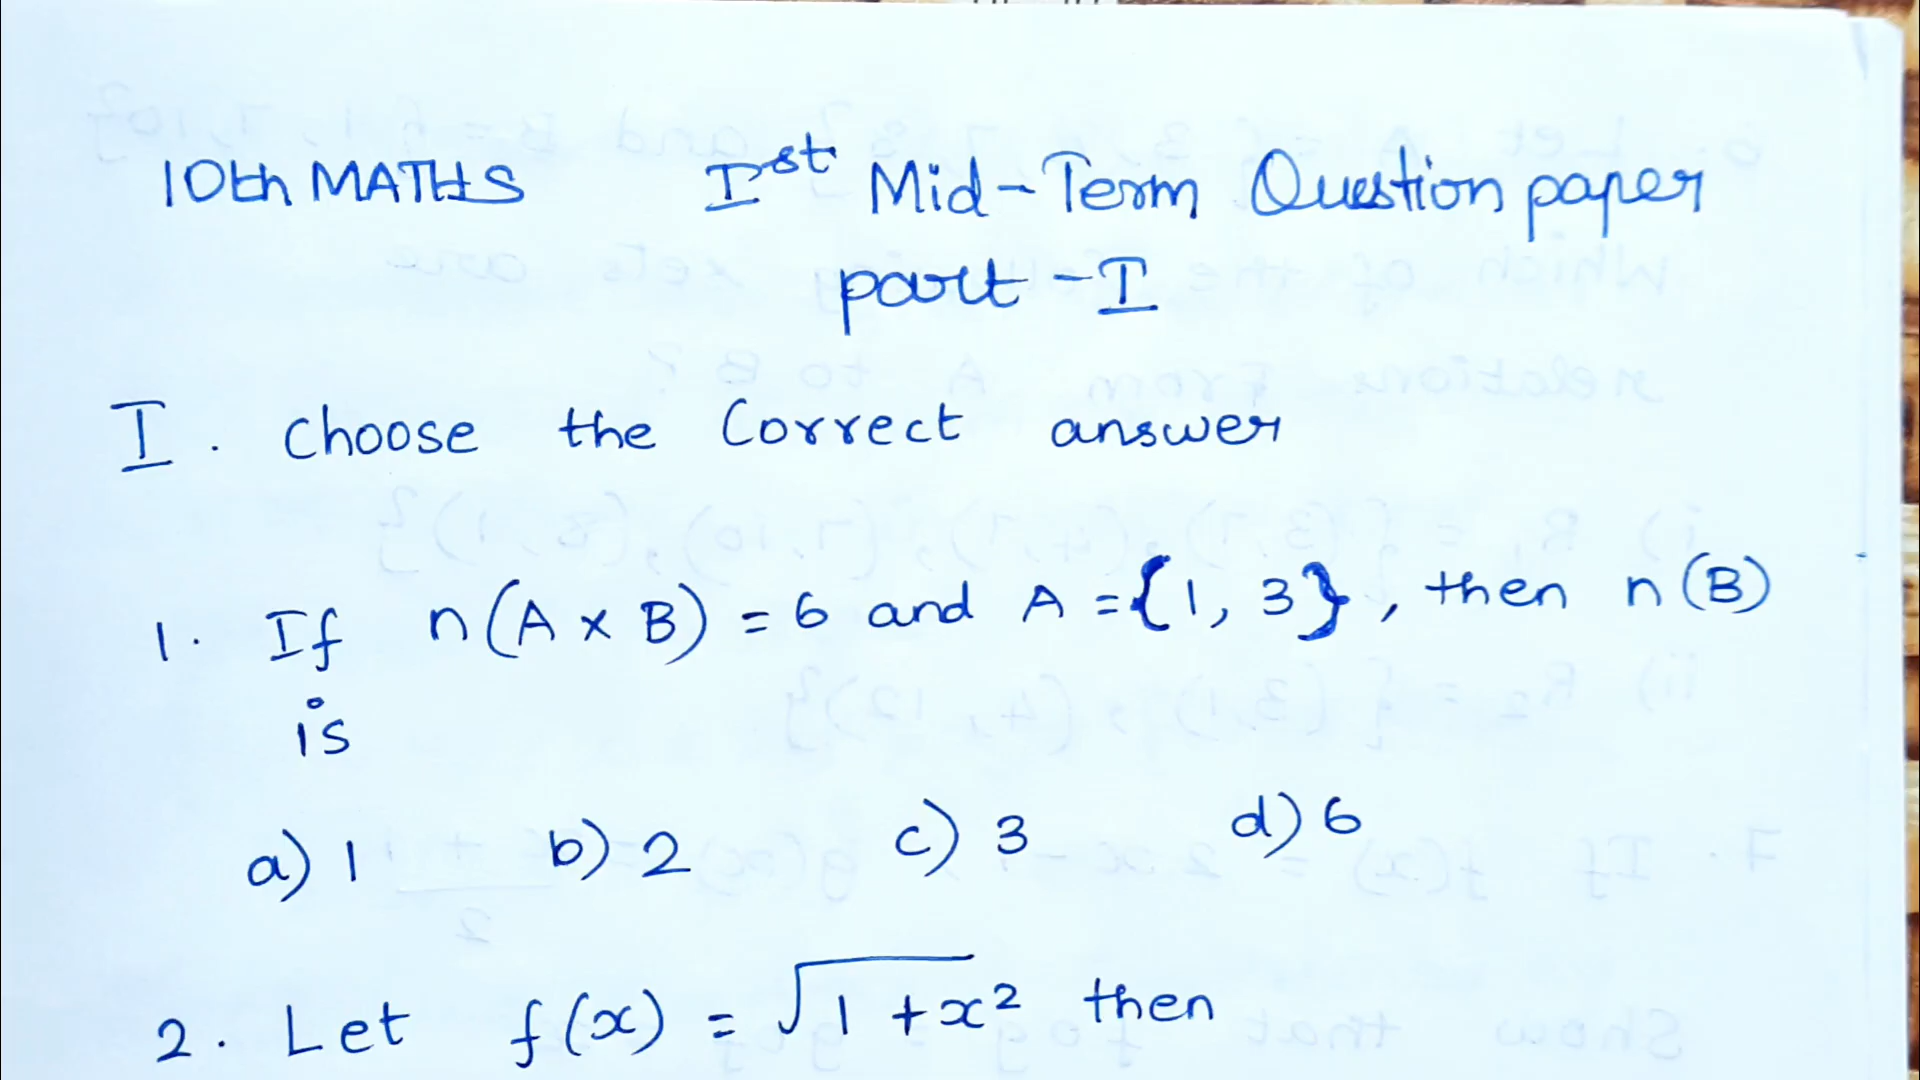 10th MATHS Ist Mid-Term Question paper
part - I
I. choose the Correct answer
1. If n(A x B) = 6 and A = {1, 3}, then n(B)
is
a) 1 b) 2 c) 3 d) 6
2. Let f(x) = √1 + x² then